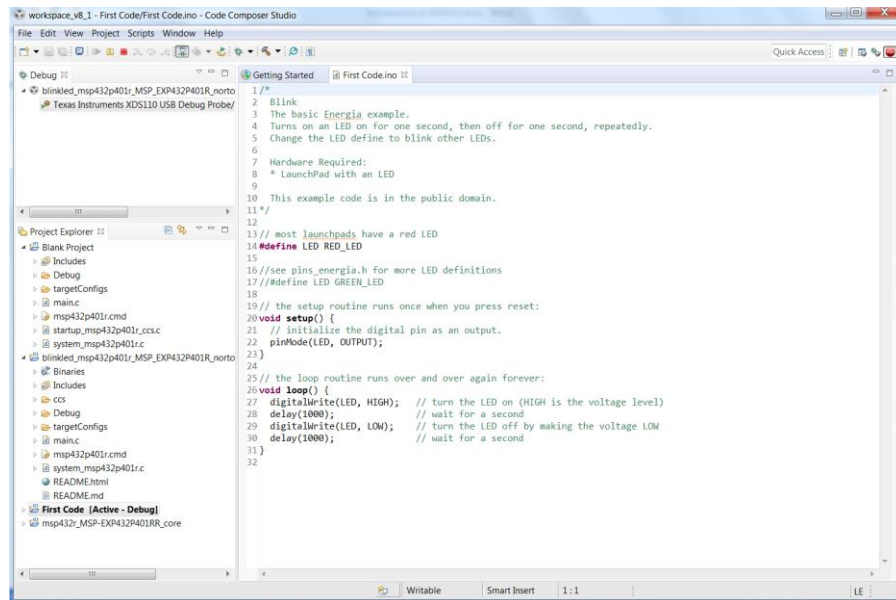 workspace_v8_1 - First Code/First Code.ino - Code Composer Studio
File Edit View Project Scripts Window Help
Quick Access
Debug
blinkled_msp432p401r_MSP_EXP432P401R_norto
Texas Instruments XDS110 USB Debug Probe/
Project Explorer
Blank Project
Includes
Debug
targetConfigs
main.c
msp432p401r.cmd
startup_msp432p401r_ccs.c
system_msp432p401r.c
blinkled_msp432p401r_MSP_EXP432P401R_norto
Binaries
Includes
ccs
Debug
targetConfigs
main.c
msp432p401r.cmd
system_msp432p401r.c
README.html
README.md
First Code [Active - Debug]
msp432r_MSP-EXP432P401RR_core
Getting Started First Code.ino
1 /*
2 Blink
3 The basic Energia example.
4 Turns on an LED on for one second, then off for one second, repeatedly.
5 Change the LED define to blink other LEDs.
6
7 Hardware Required:
8 * LaunchPad with an LED
9
10 This example code is in the public domain.
11 */
12
13 // most launchpads have a red LED
14 #define LED RED_LED
15
16 //see pins_energia.h for more LED definitions
17 //#define LED GREEN_LED
18
19 // the setup routine runs once when you press reset:
20 void setup() {
21 // initialize the digital pin as an output.
22 pinMode(LED, OUTPUT);
23 }
24
25 // the loop routine runs over and over again forever:
26 void loop() {
27 digitalWrite(LED, HIGH); // turn the LED on (HIGH is the voltage level)
28 delay(1000); // wait for a second
29 digitalWrite(LED, LOW); // turn the LED off by making the voltage LOW
30 delay(1000); // wait for a second
31 }
32
Writable Smart Insert 1 : 1 LE